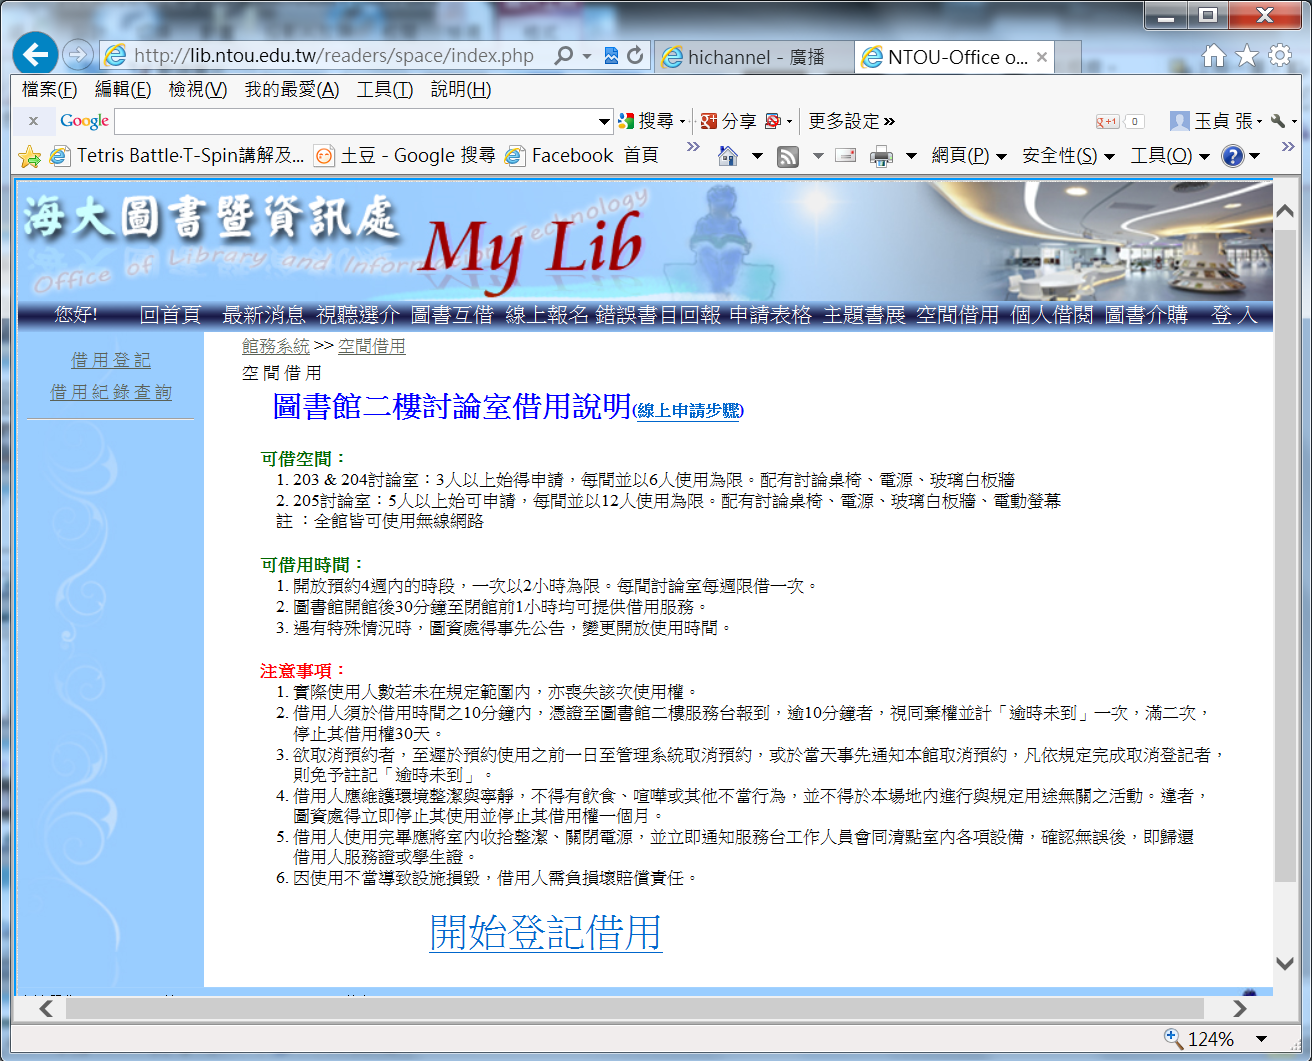 http://lib.ntou.edu.tw/readers/space/index.php
hichannel - 廣播
NTOU-Office o...
檔案(F) 編輯(E) 檢視(V) 我的最愛(A) 工具(T) 說明(H)
x Google 搜尋 分享 更多設定 » g+1 0 玉貞 張
Tetris Battle‧T-Spin講解及... 土豆 - Google 搜尋 Facebook 首頁 » 網頁(P) 安全性(S) 工具(O) »
海大圖書暨資訊處
Office of Library and Information Technology
My Lib
您好! 回首頁 最新消息 視聽選介 圖書互借 線上報名 錯誤書目回報 申請表格 主題書展 空間借用 個人借閱 圖書介購 登 入
借 用 登 記
借 用 紀 錄 查 詢
館務系統 >> 空間借用
空 間 借 用
圖書館二樓討論室借用說明(線上申請步驟)
可借空間：
1. 203 & 204討論室：3人以上始得申請，每間並以6人使用為限。配有討論桌椅、電源、玻璃白板牆
2. 205討論室：5人以上始可申請，每間並以12人使用為限。配有討論桌椅、電源、玻璃白板牆、電動螢幕
註 ：全館皆可使用無線網路
可借用時間：
1. 開放預約4週內的時段，一次以2小時為限。每間討論室每週限借一次。
2. 圖書館開館後30分鐘至閉館前1小時均可提供借用服務。
3. 遇有特殊情況時，圖資處得事先公告，變更開放使用時間。
注意事項：
1. 實際使用人數若未在規定範圍內，亦喪失該次使用權。
2. 借用人須於借用時間之10分鐘內，憑證至圖書館二樓服務台報到，逾10分鐘者，視同棄權並計「逾時未到」一次，滿二次，
停止其借用權30天。
3. 欲取消預約者，至遲於預約使用之前一日至管理系統取消預約，或於當天事先通知本館取消預約，凡依規定完成取消登記者，
則免予註記「逾時未到」。
4. 借用人應維護環境整潔與寧靜，不得有飲食、喧嘩或其他不當行為，並不得於本場地內進行與規定用途無關之活動。違者，
圖資處得立即停止其使用並停止其借用權一個月。
5. 借用人使用完畢應將室內收拾整潔、關閉電源，並立即通知服務台工作人員會同清點室內各項設備，確認無誤後，即歸還
借用人服務證或學生證。
6. 因使用不當導致設施損毀，借用人需負損壞賠償責任。
開始登記借用
124%